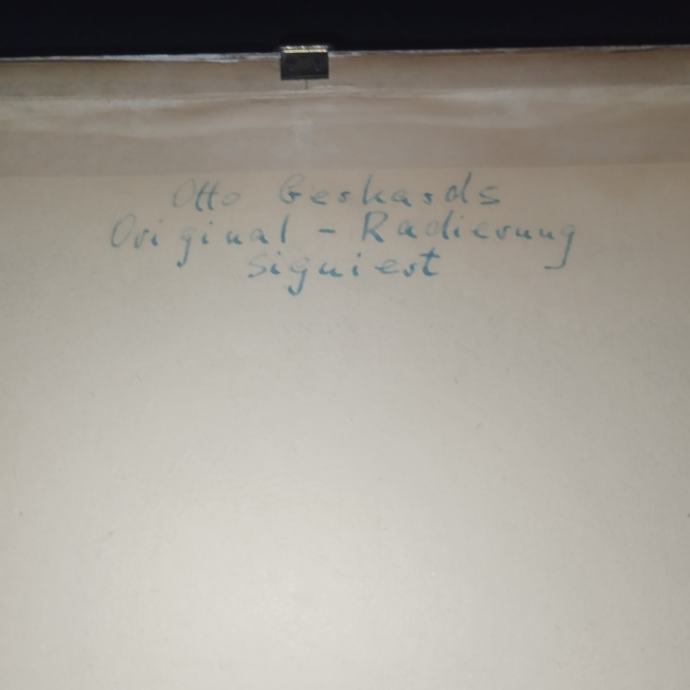 Otto Gerhards
Original - Radierung
signiert